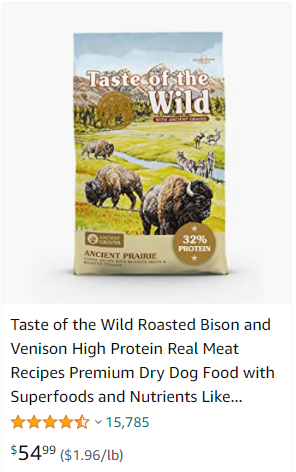 Taste of the
Wild
WITH ANCIENT GRAINS
ANCIENT
GRAINS
ANCIENT PRAIRIE
32%
PROTEIN
Taste of the Wild Roasted Bison and
Venison High Protein Real Meat
Recipes Premium Dry Dog Food with
Superfoods and Nutrients Like...
15,785
$54.99 ($1.96/lb)